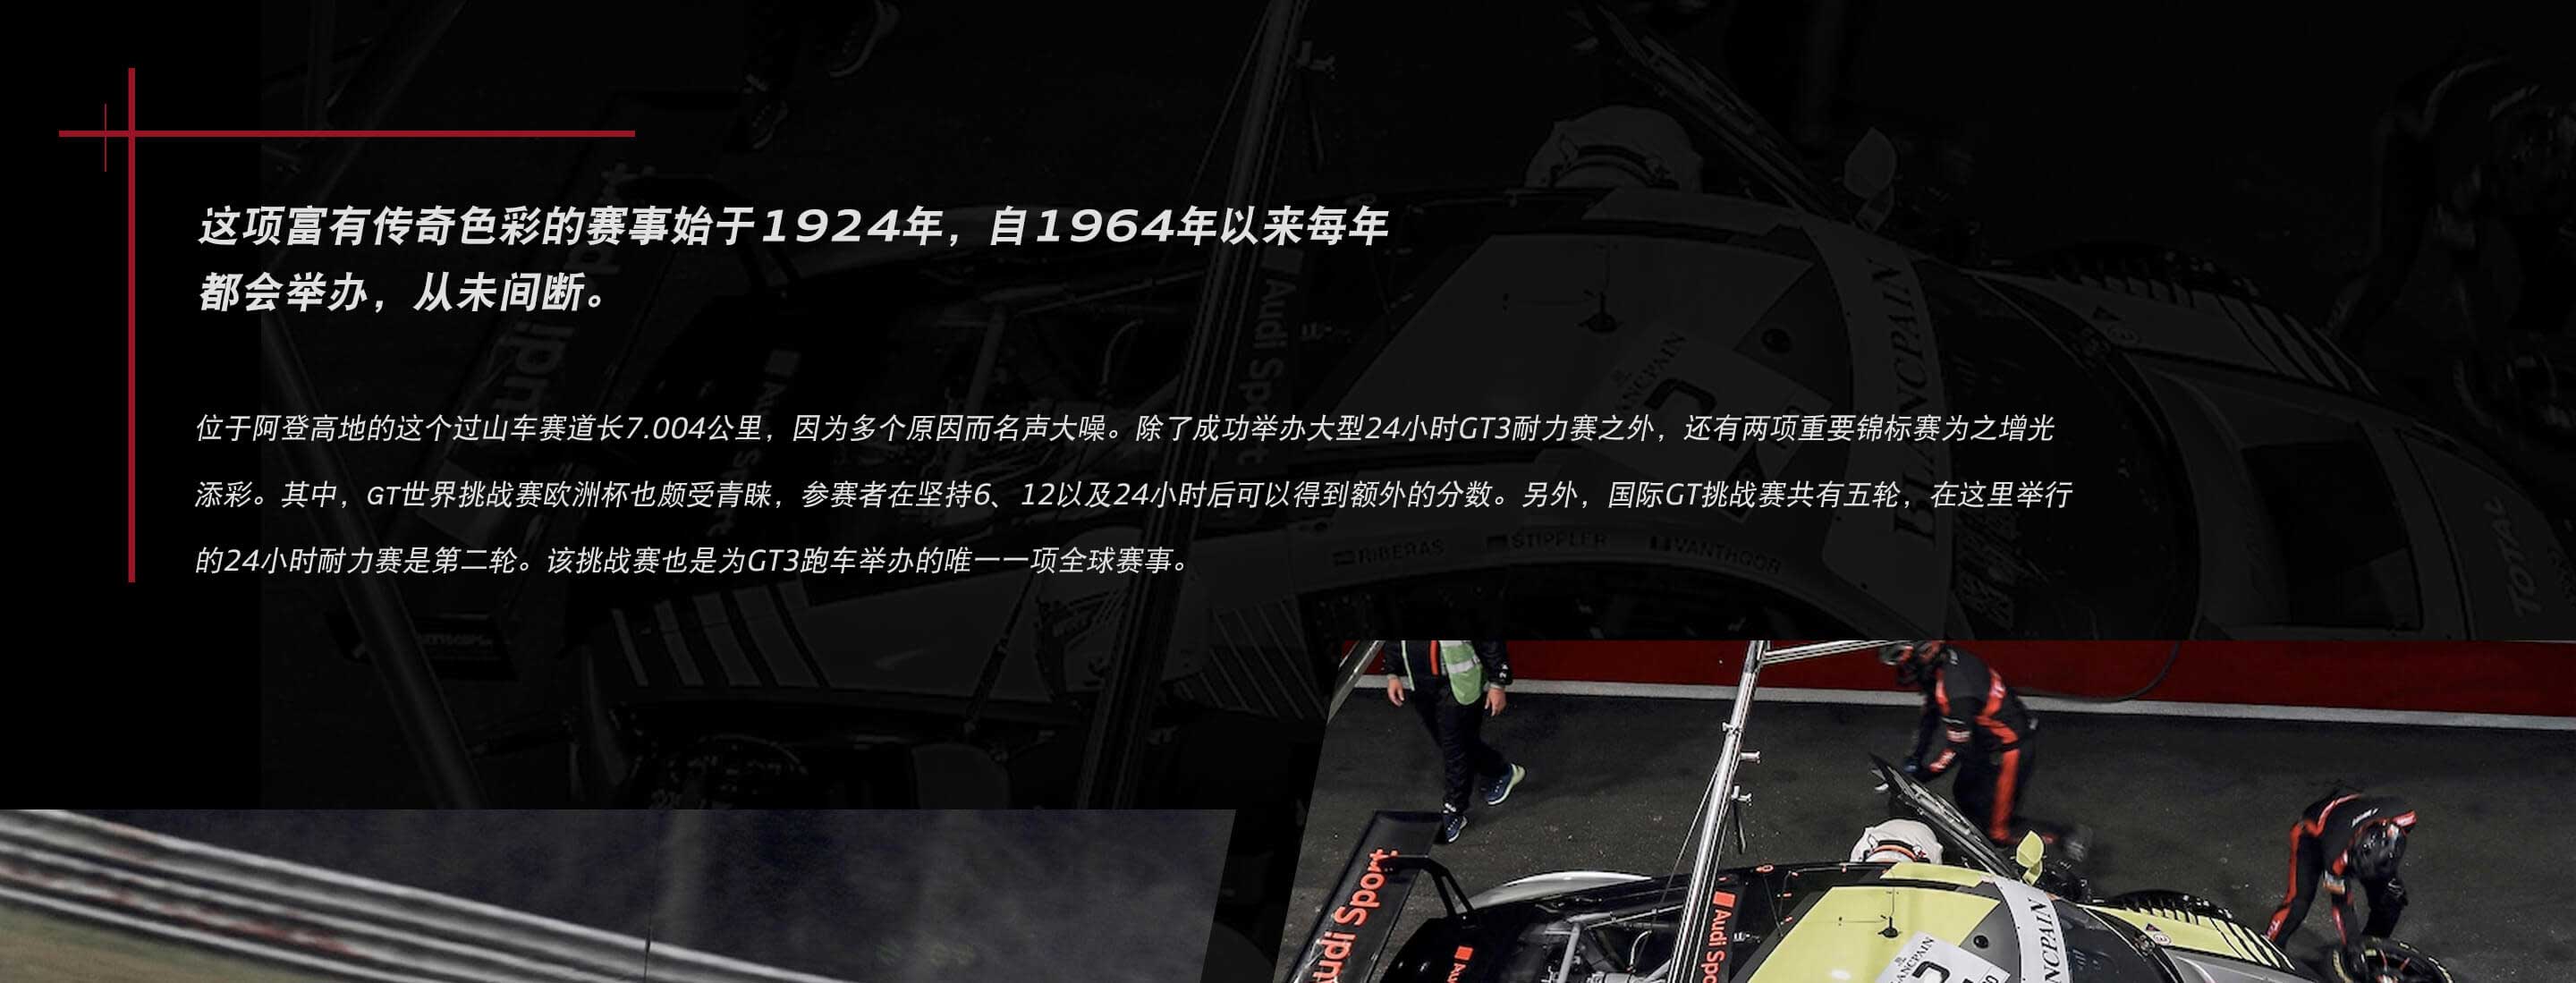 这项富有传奇色彩的赛事始于1924年，自1964年以来每年
都会举办，从未间断。
位于阿登高地的这个过山车赛道长7.004公里，因为多个原因而名声大噪。除了成功举办大型24小时GT3耐力赛之外，还有两项重要锦标赛为之增光
添彩。其中，GT世界挑战赛欧洲杯也颇受青睐，参赛者在坚持6、12以及24小时后可以得到额外的分数。另外，国际GT挑战赛共有五轮，在这里举行
的24小时耐力赛是第二轮。该挑战赛也是为GT3跑车举办的唯一一项全球赛事。
Audi Sport
BLANCPAIN
RIBERAS
STIPPLER
VANTHOOR
TOTAL
Audi Sport